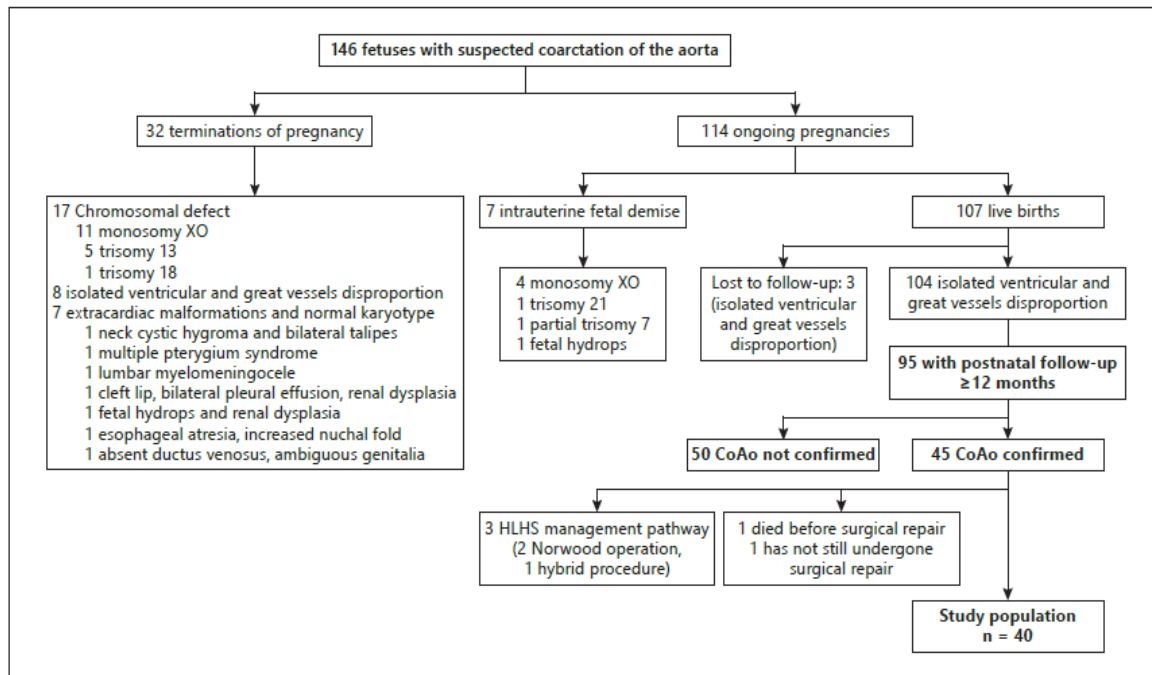 146 fetuses with suspected coarctation of the aorta
32 terminations of pregnancy
114 ongoing pregnancies
17 Chromosomal defect
11 monosomy XO
5 trisomy 13
1 trisomy 18
8 isolated ventricular and great vessels disproportion
7 extracardiac malformations and normal karyotype
1 neck cystic hygroma and bilateral talipes
1 multiple pterygium syndrome
1 lumbar myelomeningocele
1 cleft lip, bilateral pleural effusion, renal dysplasia
1 fetal hydrops and renal dysplasia
1 esophageal atresia, increased nuchal fold
1 absent ductus venosus, ambiguous genitalia
7 intrauterine fetal demise
107 live births
4 monosomy XO
1 trisomy 21
1 partial trisomy 7
1 fetal hydrops
Lost to follow-up: 3
(isolated ventricular
and great vessels
disproportion)
104 isolated ventricular and
great vessels disproportion
95 with postnatal follow-up
≥12 months
50 CoAo not confirmed
45 CoAo confirmed
3 HLHS management pathway
(2 Norwood operation,
1 hybrid procedure)
1 died before surgical repair
1 has not still undergone
surgical repair
Study population
n = 40